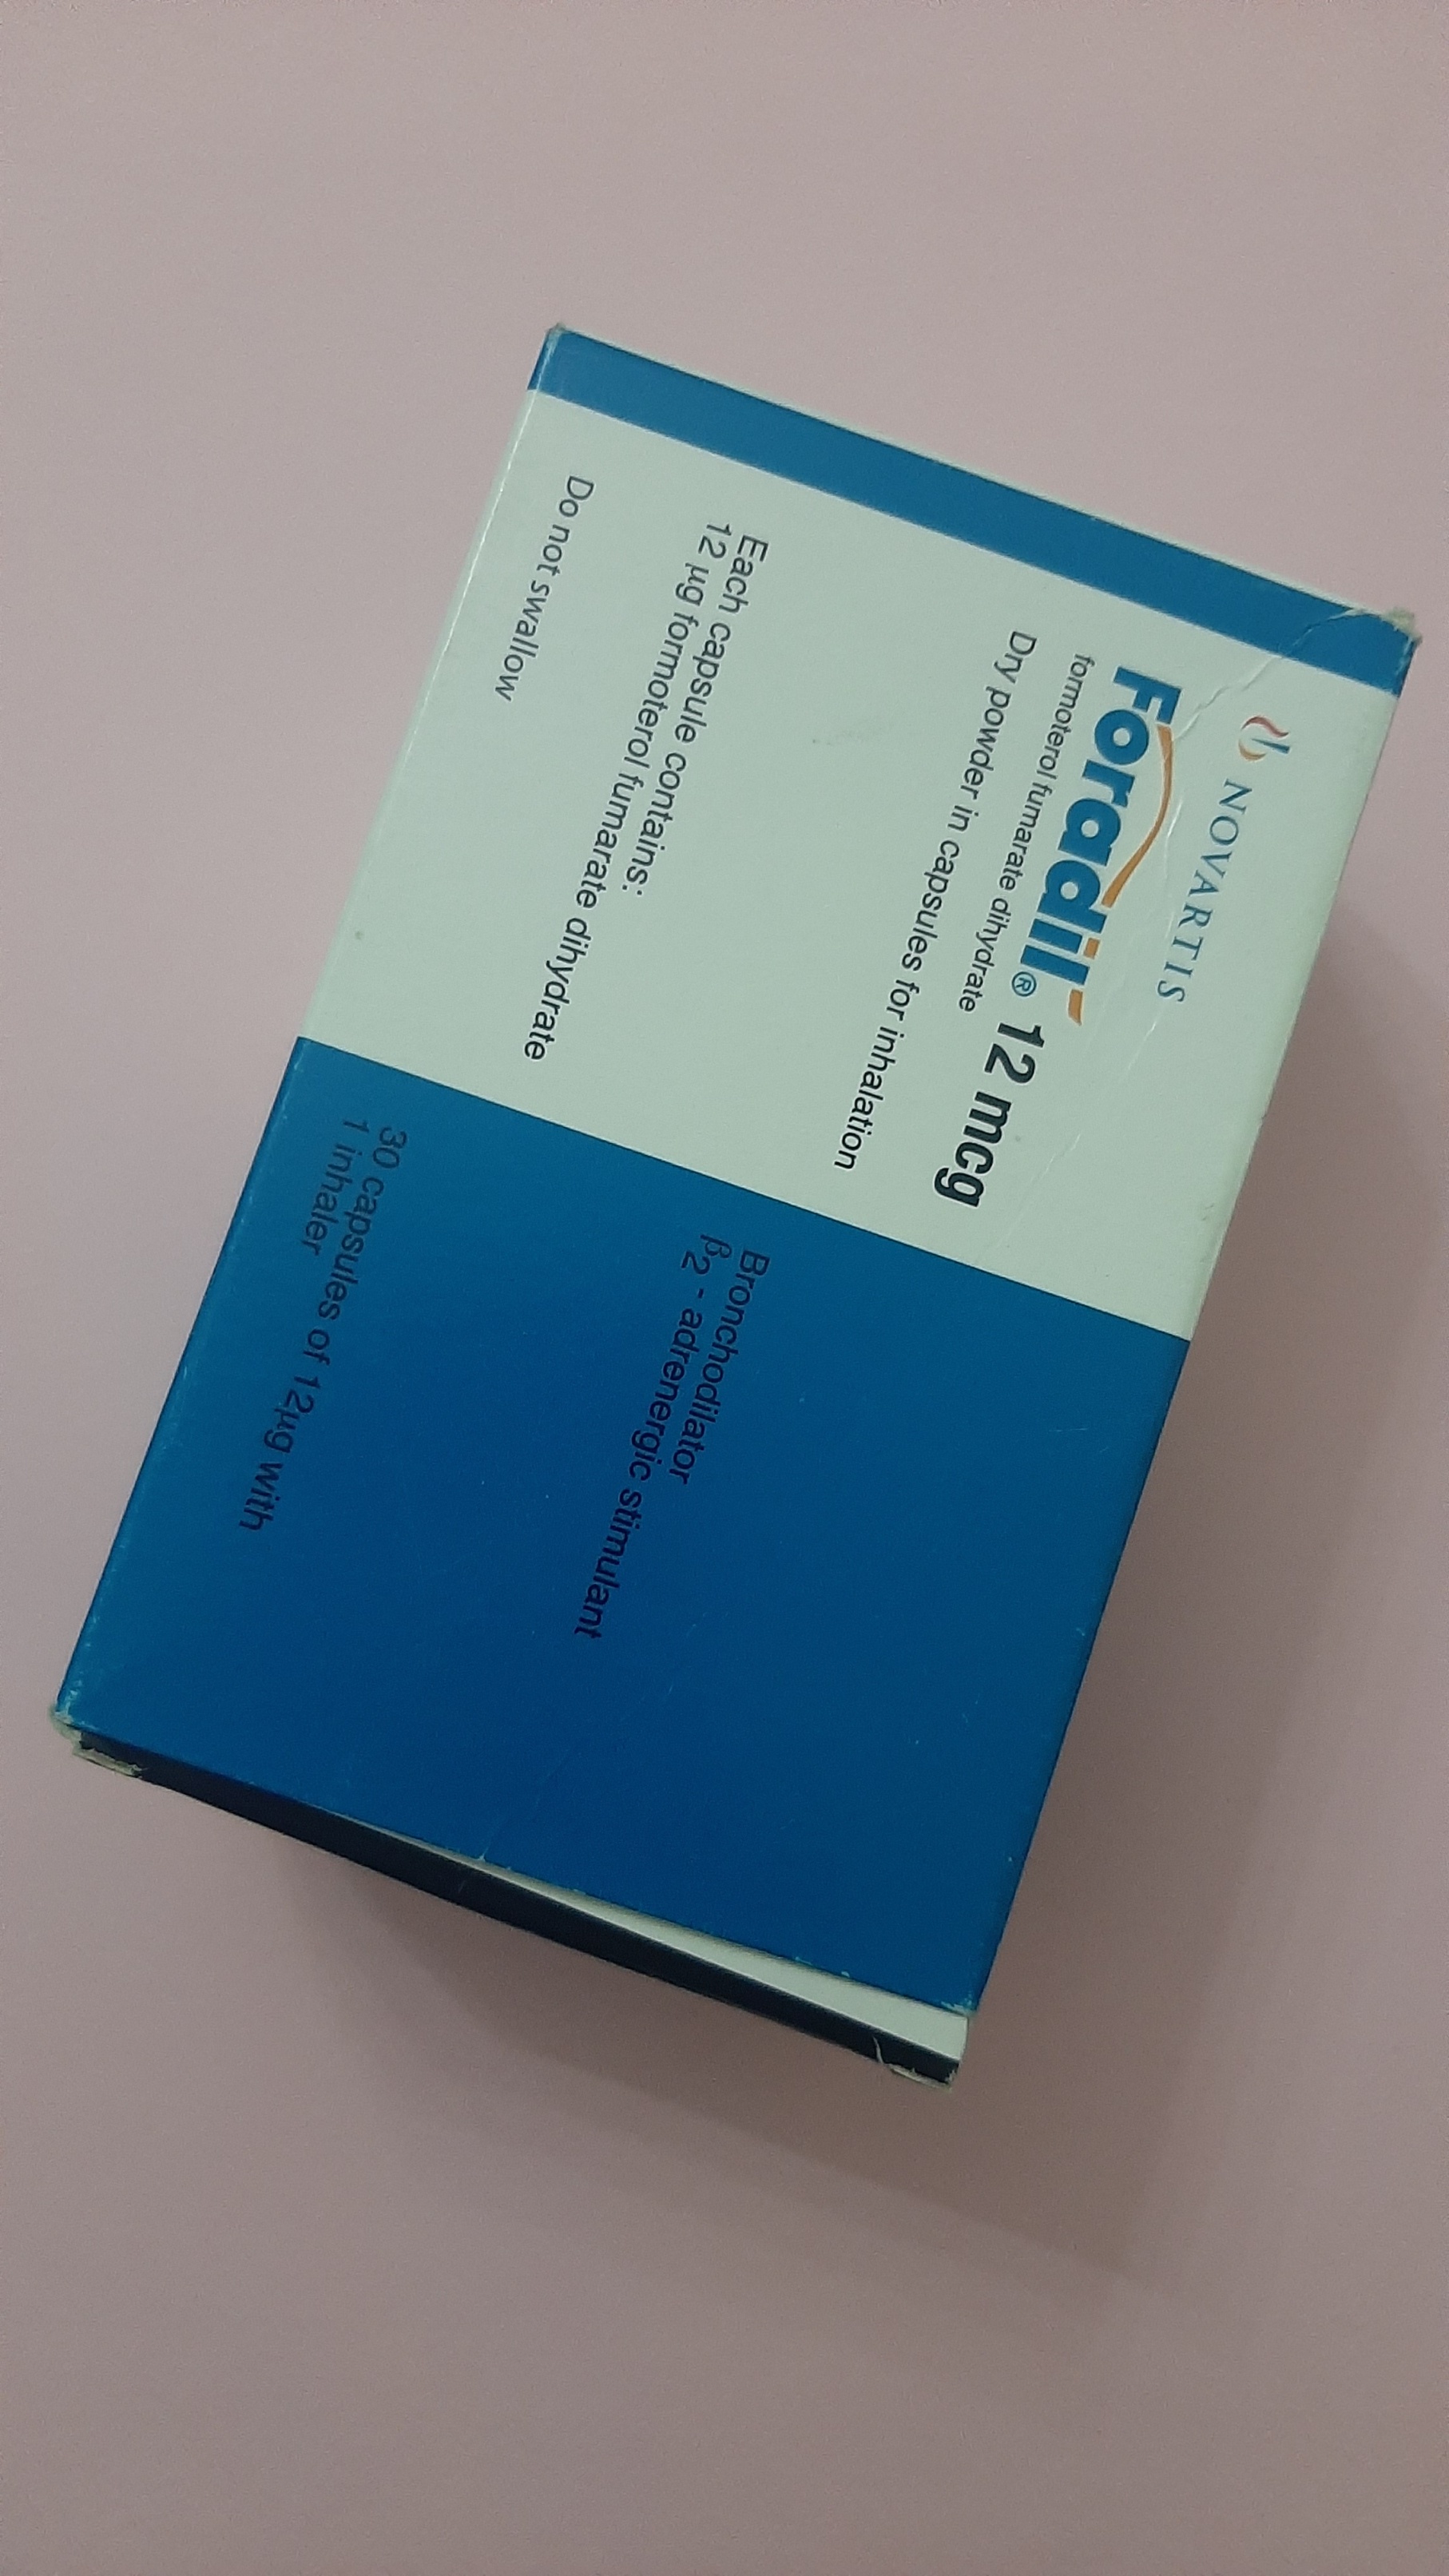 NOVARTIS
Foradil® 12 mcg
formoterol fumarate dihydrate
Dry powder in capsules for inhalation
Each capsule contains:
12 µg formoterol fumarate dihydrate
Do not swallow
Bronchodilator
β2 - adrenergic stimulant
30 capsules of 12µg with
1 inhaler